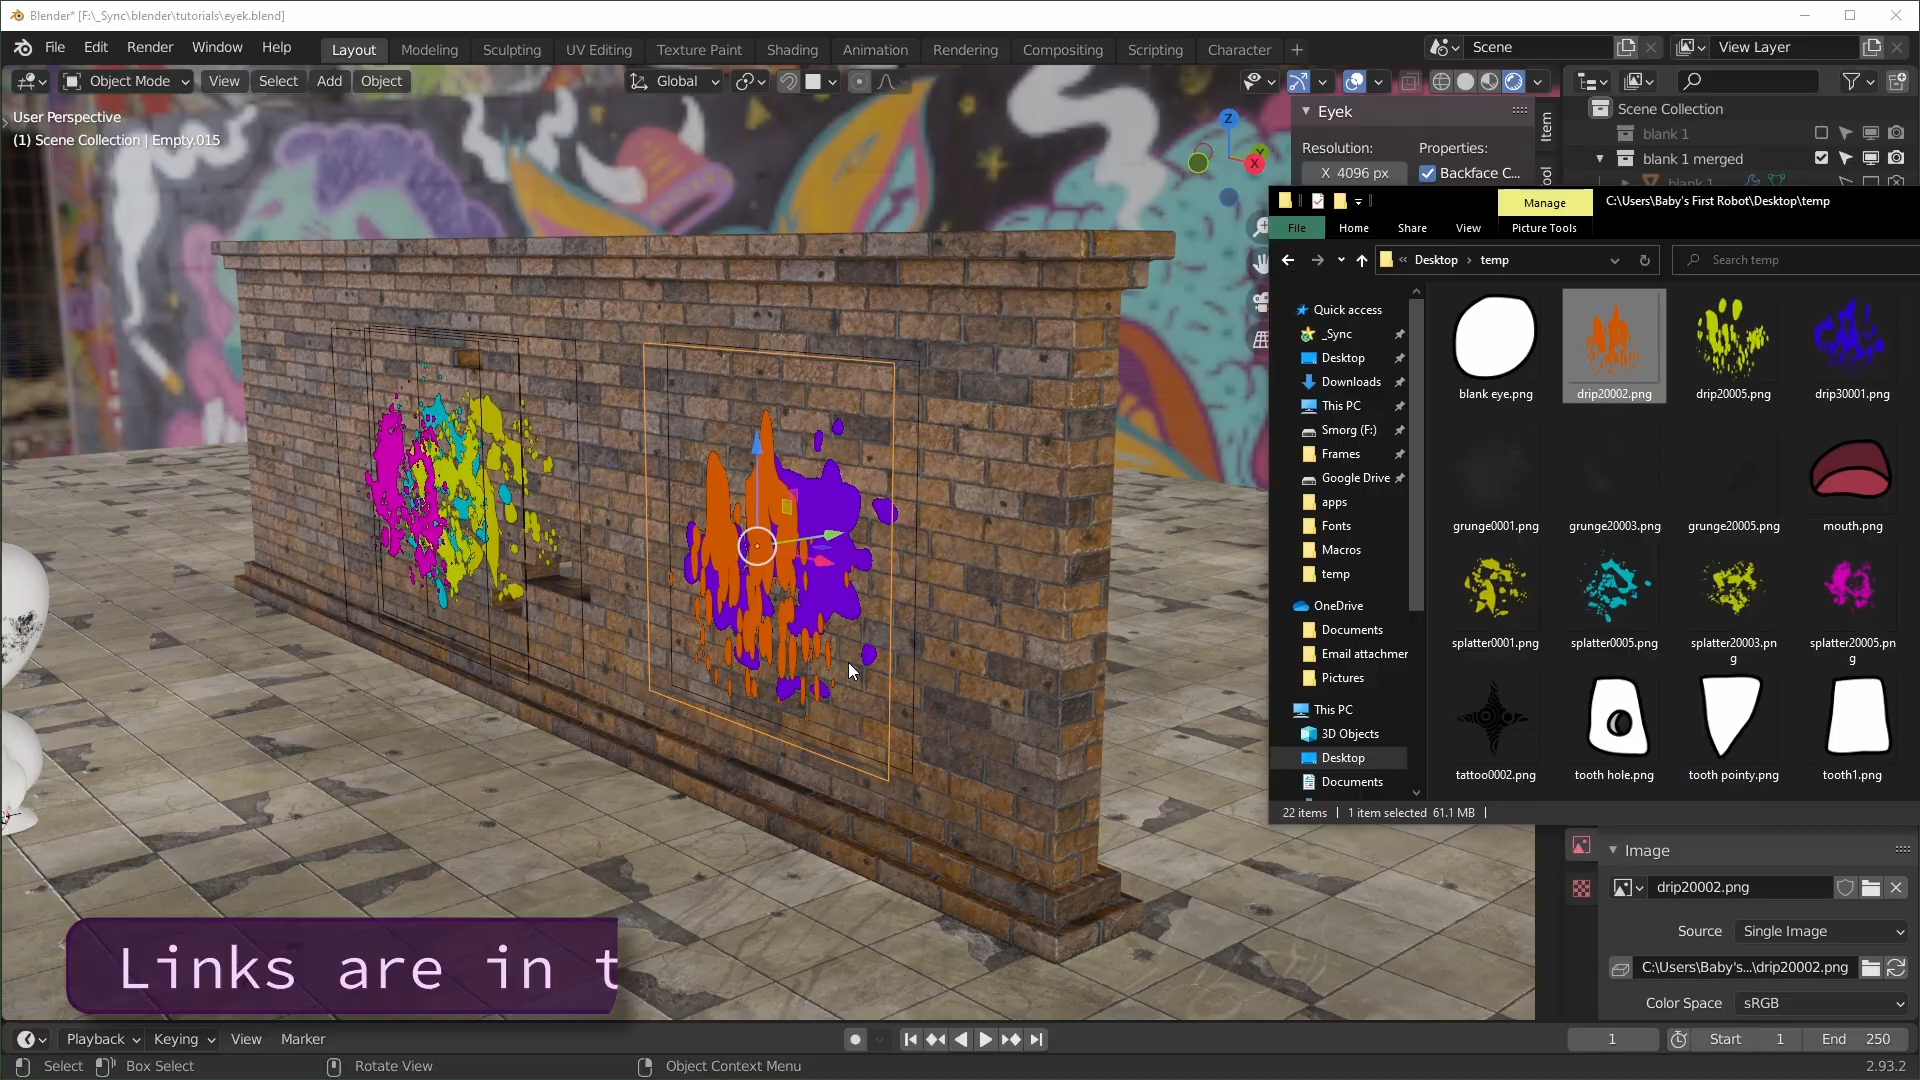 Blender* [F:\_Sync\blender\tutorials\eyek.blend]
File Edit Render Window Help
Layout Modeling Sculpting UV Editing Texture Paint Shading Animation Rendering Compositing Scripting Character +
Scene
View Layer
Object Mode View Select Add Object
Global
User Perspective
(1) Scene Collection | Empty.015
Z
Y
X
Eyek
Resolution:
Properties:
X 4096 px
Backface C...
Item
Scene Collection
blank 1
blank 1 merged
blank 1
Manage
C:\Users\Baby's First Robot\Desktop\temp
File Home Share View Picture Tools
Desktop › temp
Search temp
Quick access
_Sync
Desktop
Downloads
This PC
Smorg (F:)
Frames
Google Drive
apps
Fonts
Macros
temp
OneDrive
Documents
Email attachmer
Pictures
This PC
3D Objects
Desktop
Documents
blank eye.png
drip20002.png
drip20005.png
drip30001.png
grunge0001.png
grunge20003.png
grunge20005.png
mouth.png
splatter0001.png
splatter0005.png
splatter20003.pn
g
splatter20005.pn
g
tattoo0002.png
tooth hole.png
tooth pointy.png
tooth1.png
22 items | 1 item selected 61.1 MB |
Image
drip20002.png
Source Single Image
C:\Users\Baby's...\drip20002.png
Color Space sRGB
Links are in t
Playback Keying View Marker
1
Start 1
End 250
Select Box Select Rotate View Object Context Menu
2.93.2